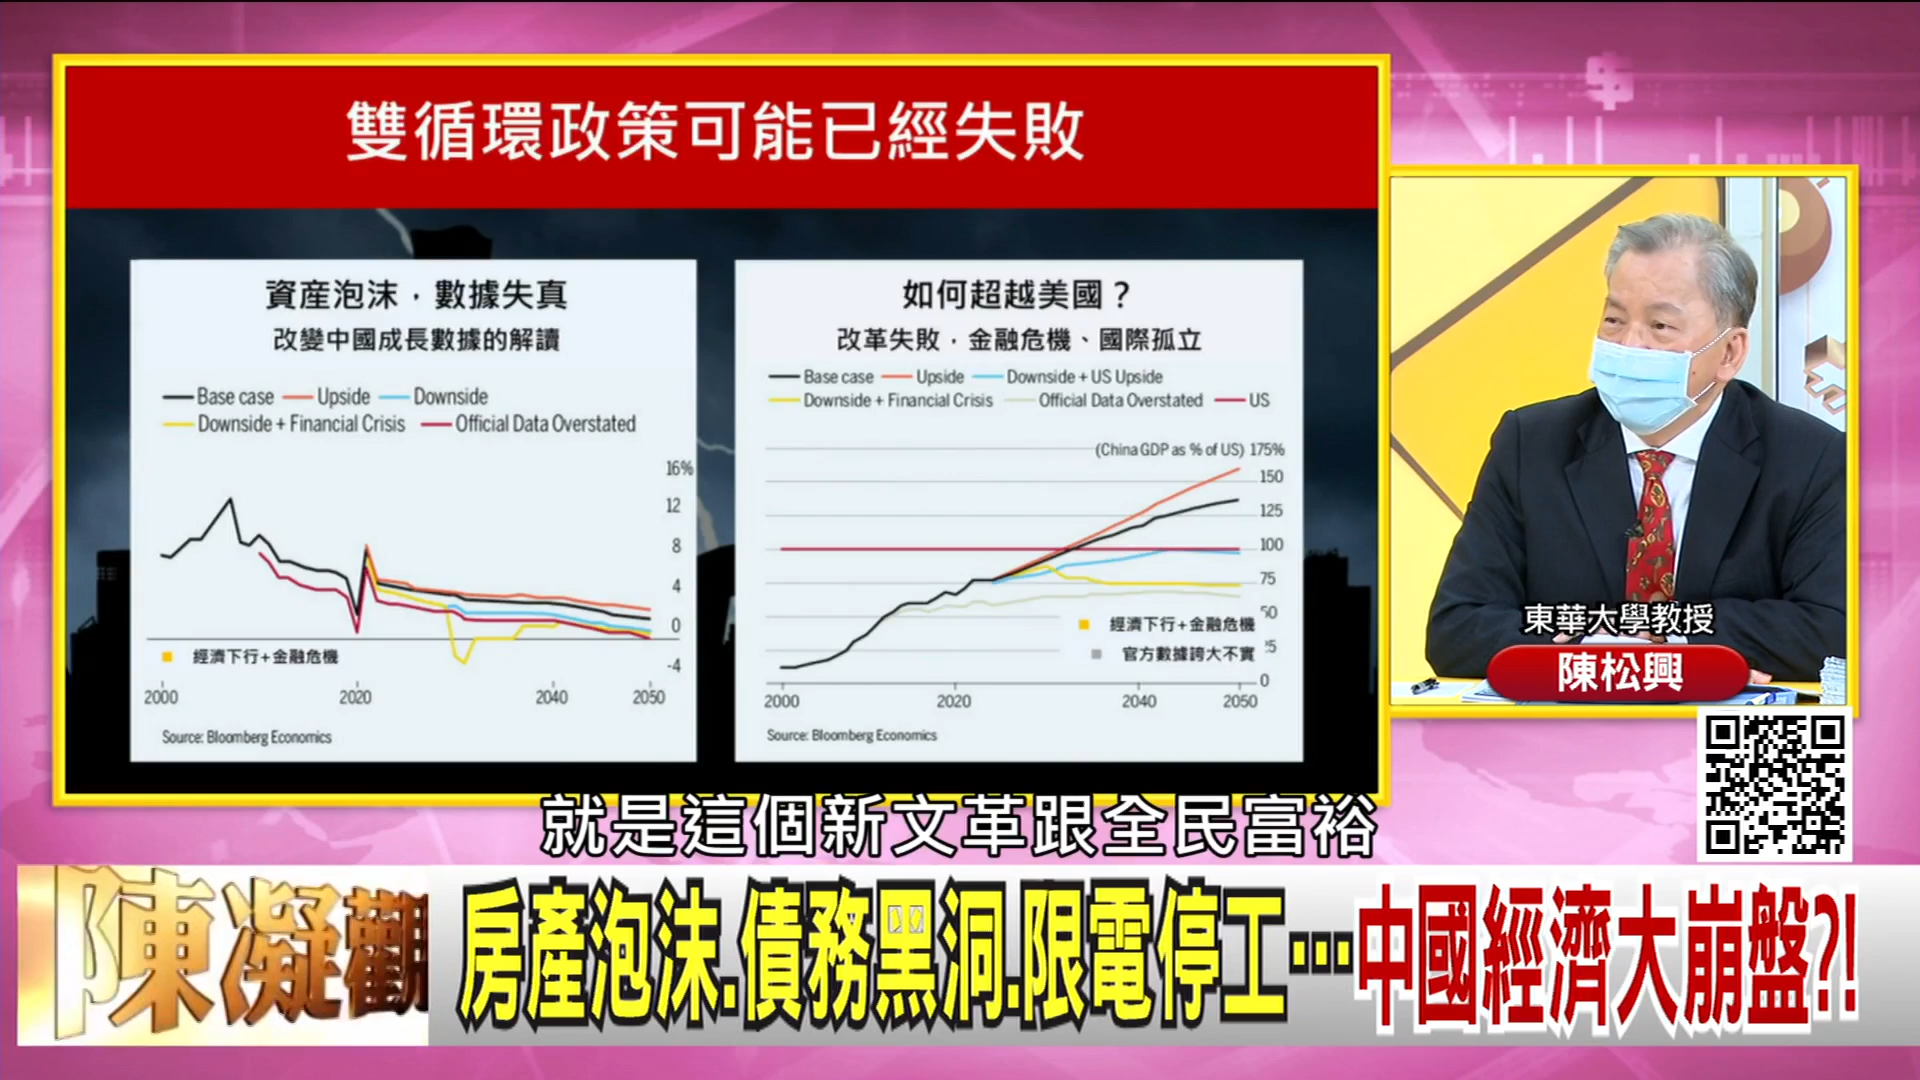 雙循環政策可能已經失敗
資産泡沫，數據失真
改變中國成長數據的解讀
Base case Upside Downside
Downside + Financial Crisis Official Data Overstated
16%
12
8
4
0
-4
經濟下行+金融危機
2000 2020 2040 2050
Source: Bloomberg Economics
如何超越美國？
改革失敗，金融危機、國際孤立
Base case Upside Downside + US Upside
Downside + Financial Crisis Official Data Overstated US
(China GDP as % of US) 175%
150
125
100
75
50
經濟下行+金融危機
官方數據誇大不實
0
2000 2020 2040 2050
Source: Bloomberg Economics
東華大學教授
陳松興
就是這個新文革跟全民富裕
陳凝觀
房產泡沫.債務黑洞.限電停工…中國經濟大崩盤?!